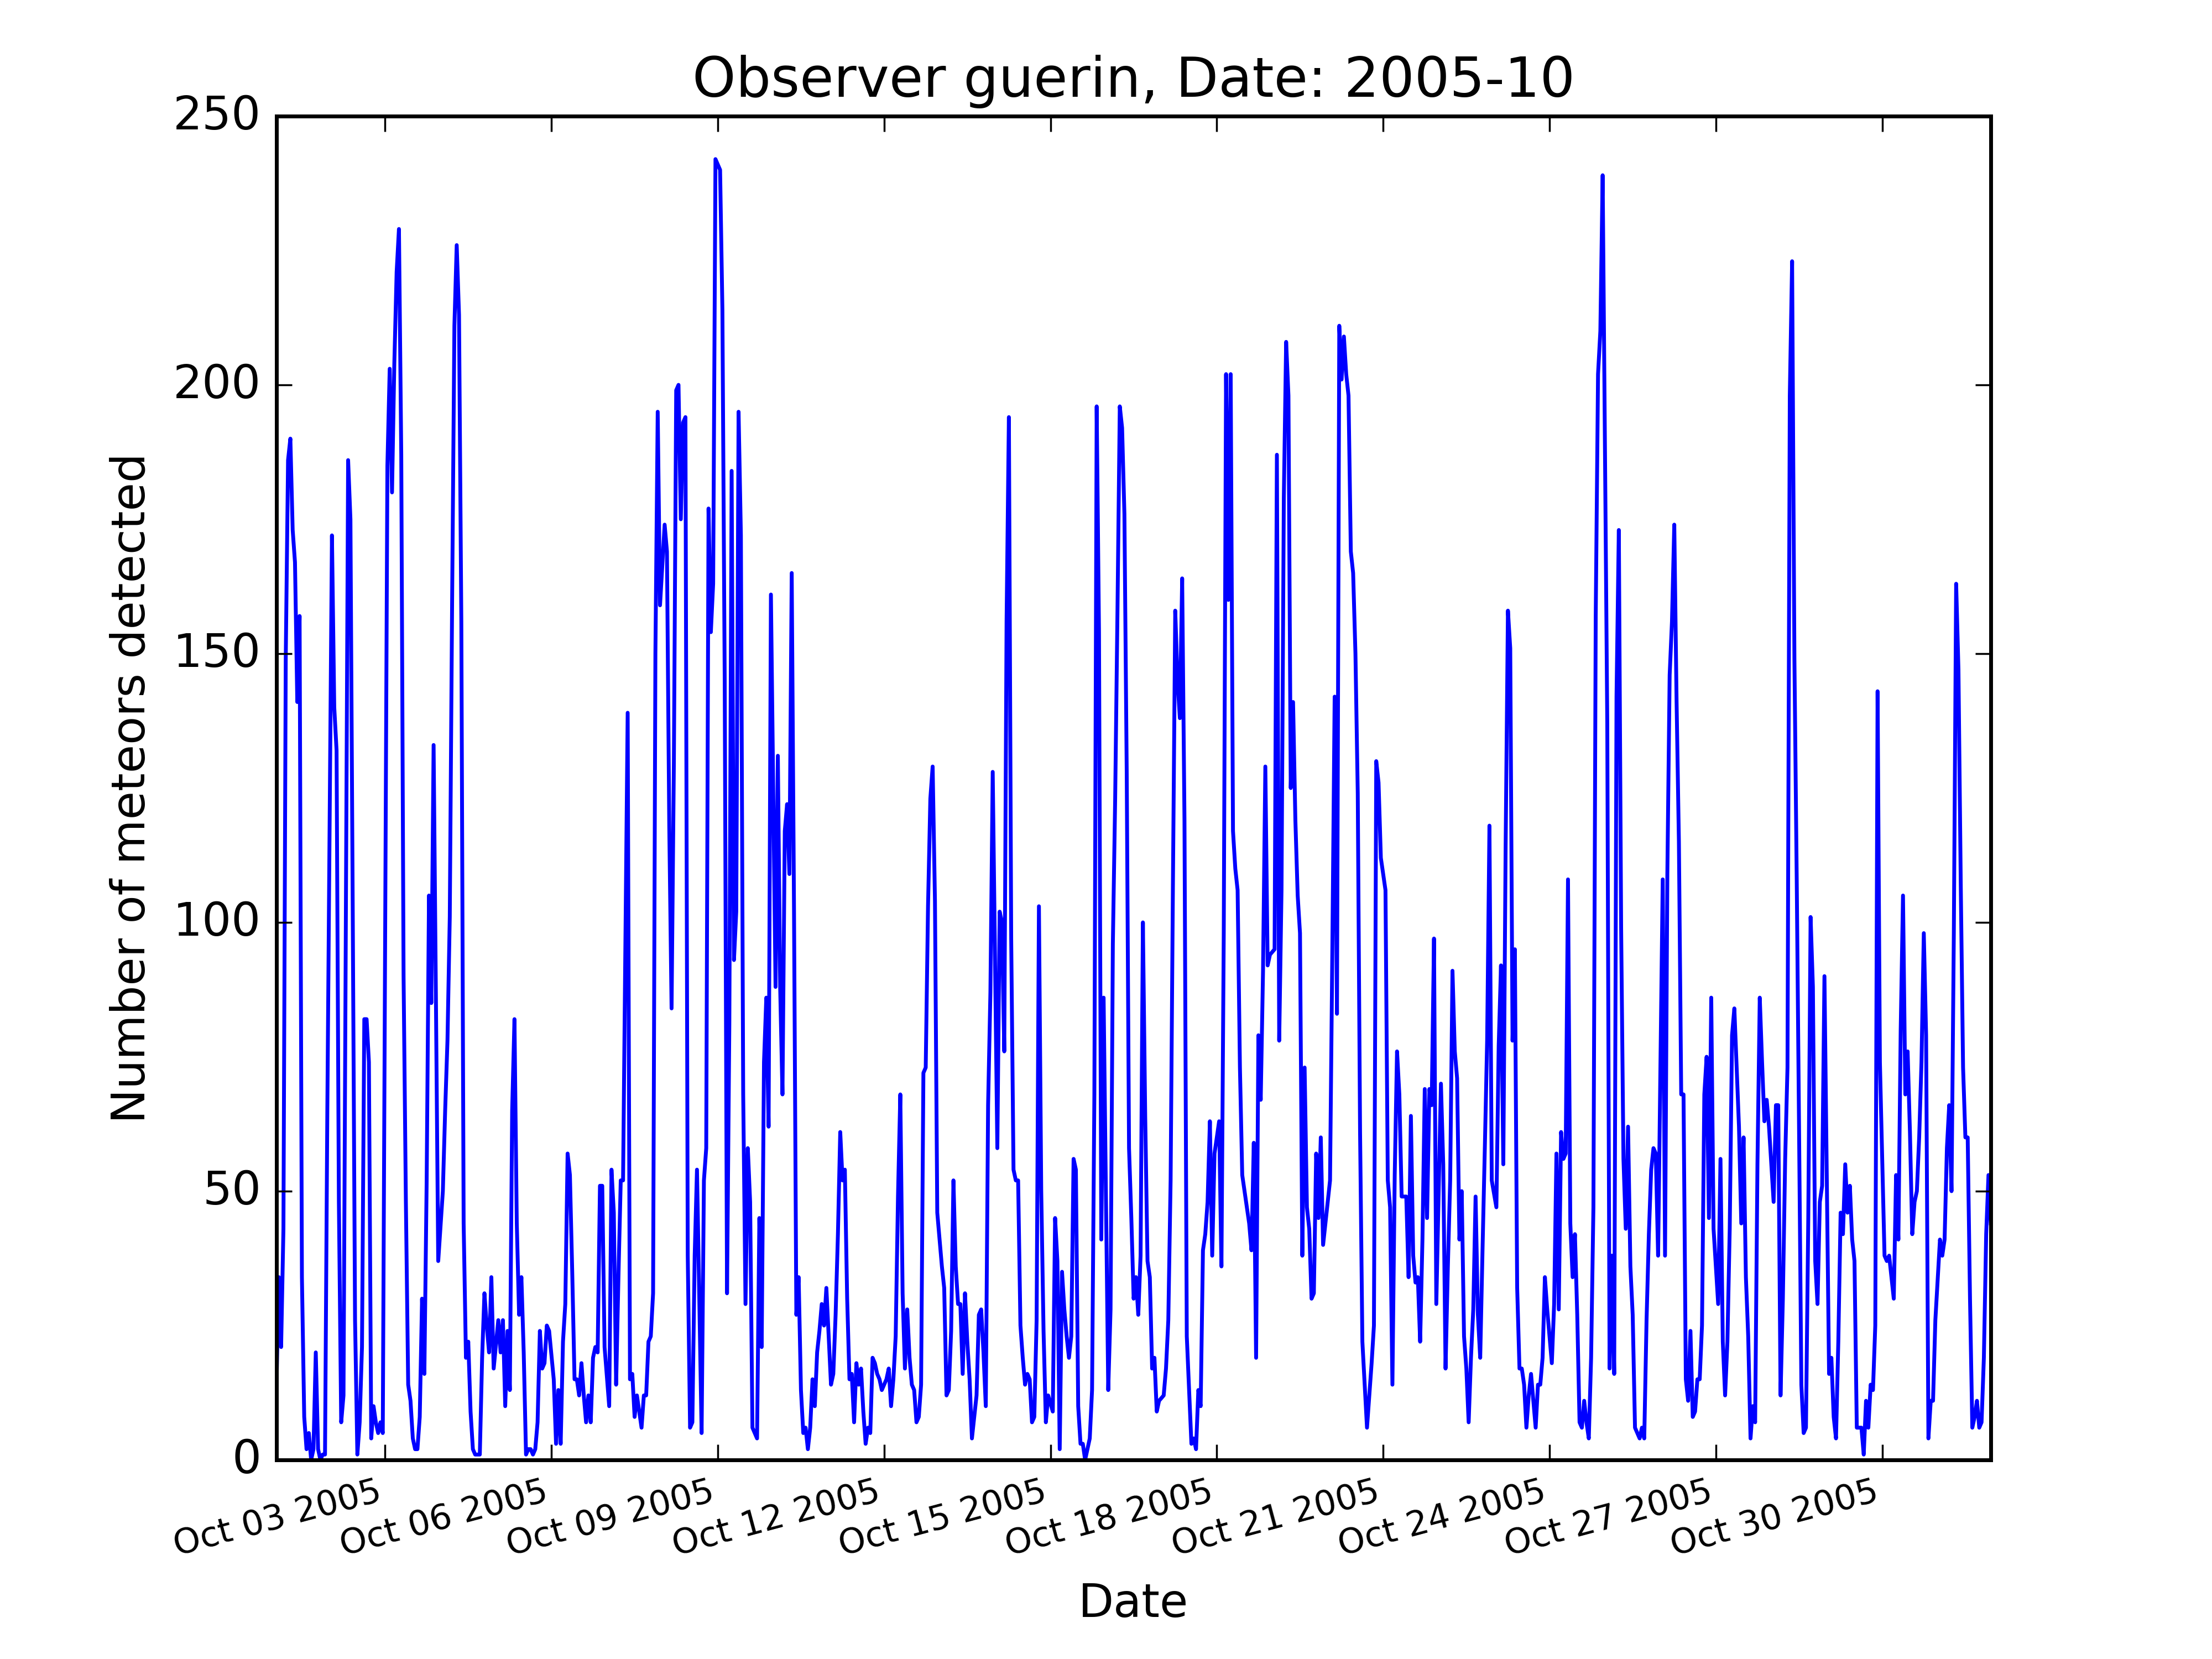 Observer guerin, Date: 2005-10
250
200
150
100
50
0
Number of meteors detected
Oct 03 2005
Oct 06 2005
Oct 09 2005
Oct 12 2005
Oct 15 2005
Oct 18 2005
Oct 21 2005
Oct 24 2005
Oct 27 2005
Oct 30 2005
Date